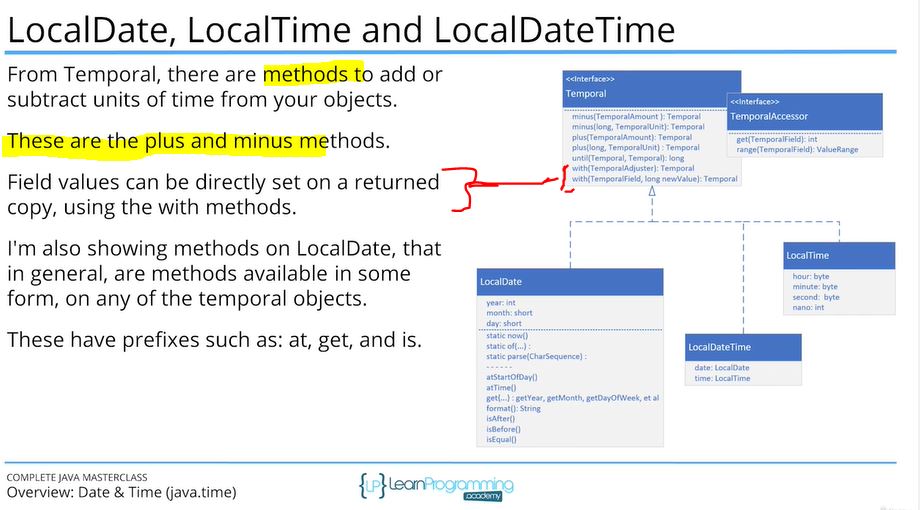 LocalDate, LocalTime and LocalDateTime
From Temporal, there are methods to add or
subtract units of time from your objects.
These are the plus and minus methods.
Field values can be directly set on a returned
copy, using the with methods.
I'm also showing methods on LocalDate, that
in general, are methods available in some
form, on any of the temporal objects.
These have prefixes such as: at, get, and is.
<<Interface>>
Temporal
minus(TemporalAmount ): Temporal
minus(long, TemporalUnit): Temporal
plus(TemporalAmount): Temporal
plus(long, TemporalUnit) : Temporal
until(Temporal, Temporal): long
with(TemporalAdjuster): Temporal
with(TemporalField, long newValue): Temporal
<<Interface>>
TemporalAccessor
get(TemporalField): int
range(TemporalField): ValueRange
LocalDate
year: int
month: short
day: short
static now()
static of(...) :
static parse(CharSequence) :
- - - - - -
atStartOfDay()
atTime()
get(...) : getYear, getMonth, getDayOfWeek, et al
format(): String
isAfter()
isBefore()
isEqual()
LocalDateTime
date: LocalDate
time: LocalTime
LocalTime
hour: byte
minute: byte
second: byte
nano: int
COMPLETE JAVA MASTERCLASS
Overview: Date & Time (java.time)
{LP} LearnProgramming
.academy